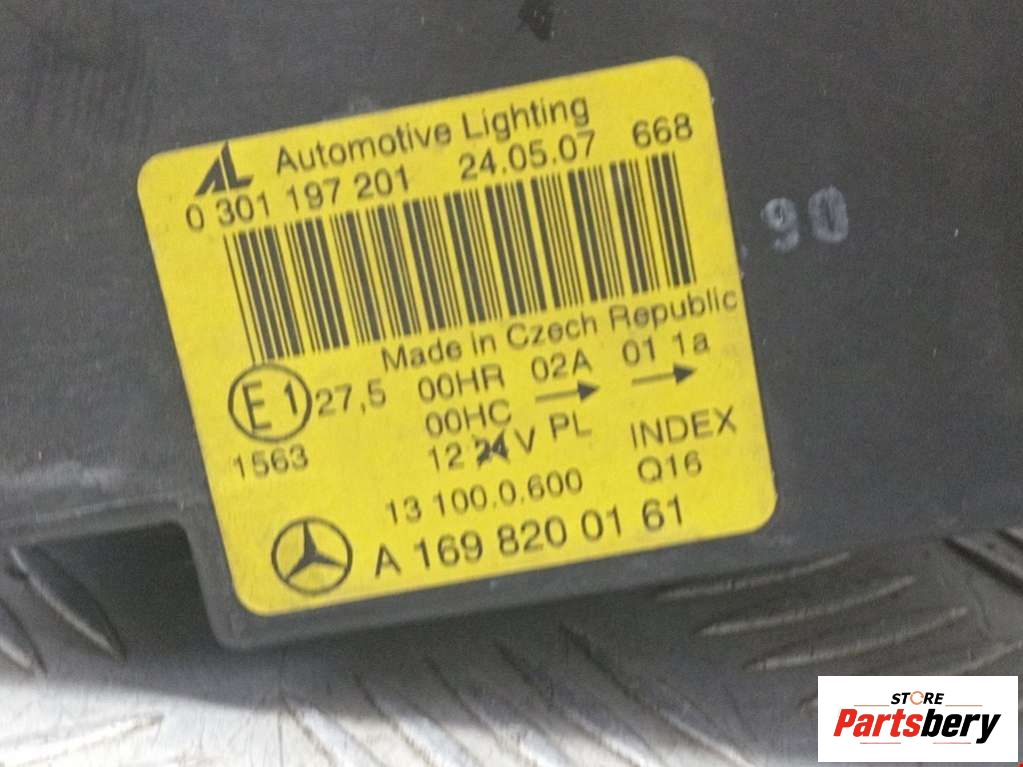 AL Automotive Lighting
0 301 197 201 24.05.07 668
Made in Czech Republic
E1 27,5 00HR 02A 01 1a
00HC → →
1563 12 24 V PL INDEX
13 100.0.600 Q16
A 169 820 01 61
90
STORE
Partsbery